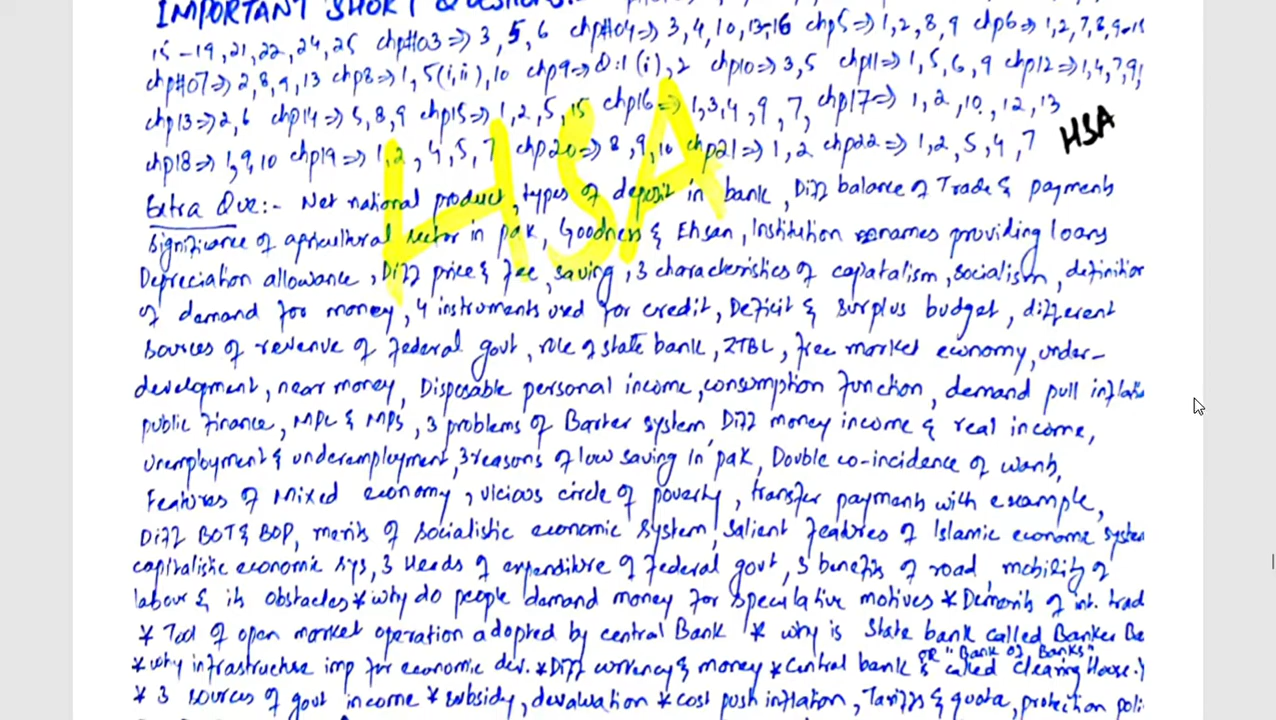 IMPORTANT SHORT QUESTIONS:
15 - 19, 21, 22, 24, 25 chp#03 => 3, 5, 6 chp#04 => 3, 4, 10, 13-16 chp5 => 1, 2, 8, 9 chp6 => 1, 2, 7, 8, 9-15
chp#07 => 2, 8, 9, 13 chp8 => 1, 5(i, ii), 10 chp9 => Q:1 (i), 2 chp10 => 3, 5 chp11 => 1, 5, 6, 9 chp12 => 1, 4, 7, 9,
chp13 => 2, 6 chp14 => 5, 8, 9 chp15 => 1, 2, 5, 15 chp16 => 1, 3, 4, 9, 7, chp17 => 1, 2, 10, 12, 13
chp18 => 1, 9, 10 chp19 => 1, 2, 4, 5, 7 chp20 => 8, 9, 10 chp21 => 1, 2 chp22 => 1, 2, 5, 4, 7 HSA
HSA
Extra Que:- Net national product, types of deposit in bank, Diff balance of Trade & payments
significance of agricultural sector in pak, Goodness & Ehsan, Institution names providing loans
Depreciation allowance, Diff price & fee, saving, 3 characteristics of capatalism, socialism, definition
of demand for money, 4 instruments used for credit, Deficit & surplus budget, different
sources of revenue of Federal govt, role of state bank, ZTBL, free market economy, under-
development, near money, Disposable personal income, consumption function, demand pull inflatio
public finance, MPC & MPS, 3 problems of Barter system Diff money income & real income,
unemployment & underemployment, 3 reasons of low saving in pak, Double co-incidence of wants,
Features of Mixed economy, vicious circle of poverty, transfer payments with example,
Diff BOT & BOP, merits of socialistic economic system, salient features of Islamic economic system
capitalistic economic sys, 3 Heads of expenditure of Federal govt, 3 benefits of road, mobility of
labour & its obstacles * why do people demand money for speculative motives * Demerits of int. trad
* Tool of open market operation adopted by central Bank * why is State bank called Banker Ba
OR "Bank of Banks"
* why infrastructure imp for economic dev. * Diff currency & money * Central bank is called clearing House.?
* 3 sources of govt income * subsidy, devaluation * cost push inflation, Tariffs & quota, protection poli